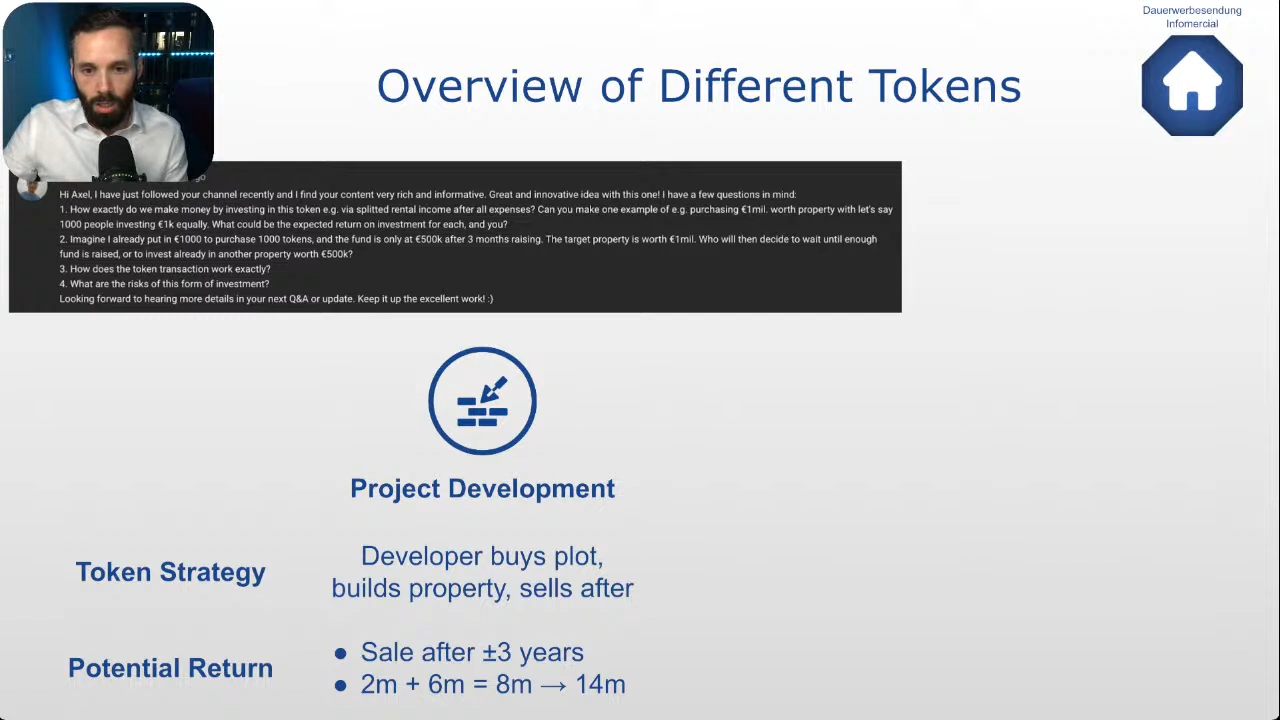 Dauerwerbesendung
Infomercial
Overview of Different Tokens
Hi Axel, I have just followed your channel recently and I find your content very rich and informative. Great and innovative idea with this one! I have a few questions in mind:
1. How exactly do we make money by investing in this token e.g. via splitted rental income after all expenses? Can you make one example of e.g. purchasing €1mil. worth property with let's say
1000 people investing €1k equally. What could be the expected return on investment for each, and you?
2. Imagine I already put in €1000 to purchase 1000 tokens, and the fund is only at €500k after 3 months raising. The target property is worth €1mil. Who will then decide to wait until enough
fund is raised, or to invest already in another property worth €500k?
3. How does the token transaction work exactly?
4. What are the risks of this form of investment?
Looking forward to hearing more details in your next Q&A or update. Keep it up the excellent work! :)
Project Development
Token Strategy
Developer buys plot,
builds property, sells after
Potential Return
● Sale after ±3 years
● 2m + 6m = 8m → 14m